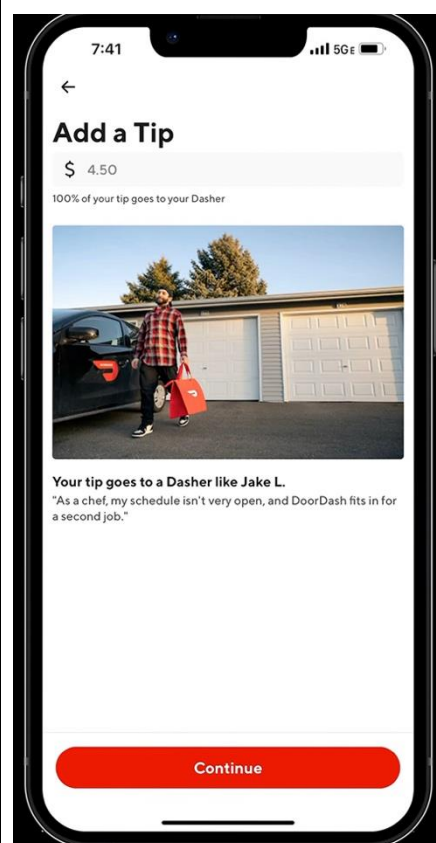 7:41
5GE
Add a Tip
$ 4.50
100% of your tip goes to your Dasher
Your tip goes to a Dasher like Jake L.
"As a chef, my schedule isn't very open, and DoorDash fits in for
a second job."
Continue